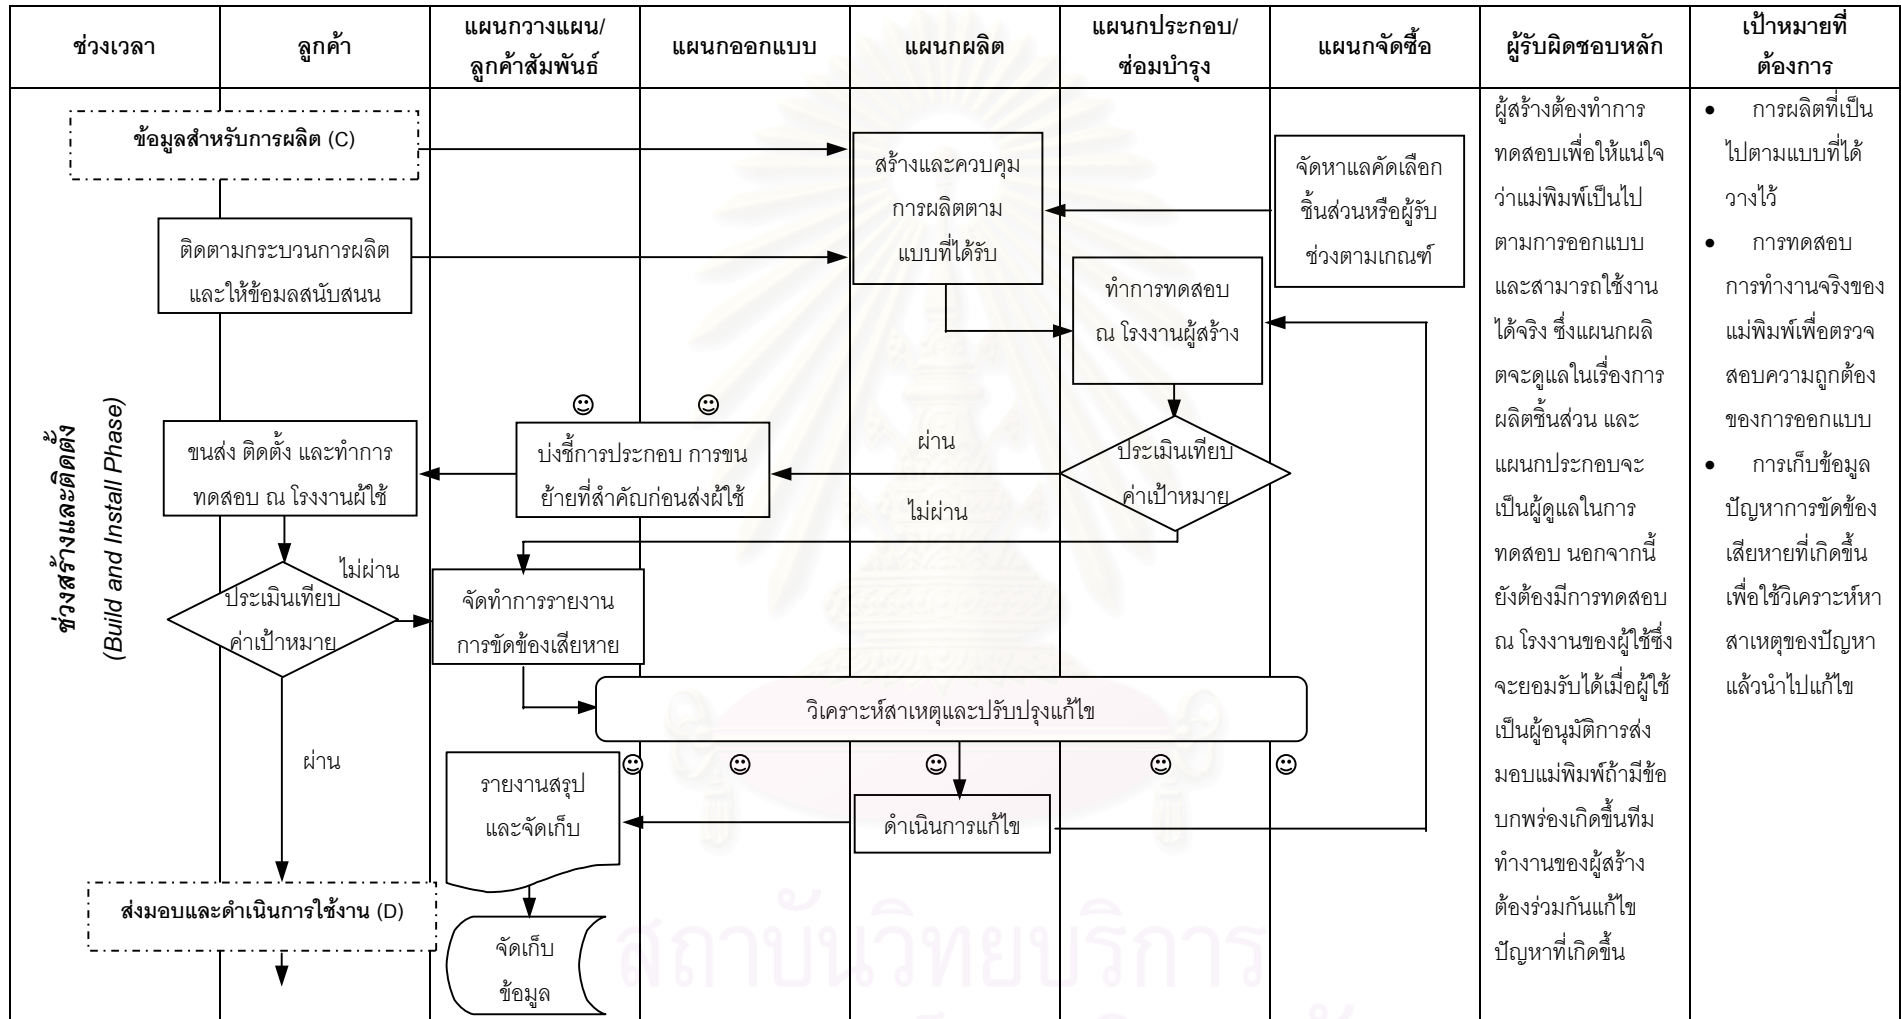 ช่วงเวลา
ลูกค้า
แผนกวางแผน/
ลูกค้าสัมพันธ์
แผนกออกแบบ
แผนกผลิต
แผนกประกอบ/
ซ่อมบำรุง
แผนกจัดซื้อ
ผู้รับผิดชอบหลัก
เป้าหมายที่
ต้องการ
ช่วงสร้างและติดตั้ง
(Build and Install Phase)
ข้อมูลสำหรับการผลิต (C)
ติดตามกระบวนการผลิต
และให้ข้อมลสนับสนน
สร้างและควบคุม
การผลิตตาม
แบบที่ได้รับ
จัดหาแลคัดเลือก
ชิ้นส่วนหรือผู้รับ
ช่วงตามเกณฑ์
ทำการทดสอบ
ณ โรงงานผู้สร้าง
ประเมินเทียบ
ค่าเป้าหมาย
ผ่าน
ไม่ผ่าน
บ่งชี้การประกอบ การขน
ย้ายที่สำคัญก่อนส่งผู้ใช้
ขนส่ง ติดตั้ง และทำการ
ทดสอบ ณ โรงงานผ้ใช้
ประเมินเทียบ
ค่าเป้าหมาย
ไม่ผ่าน
ผ่าน
จัดทำการรายงาน
การขัดข้องเสียหาย
วิเคราะห์สาเหตุและปรับปรุงแก้ไข
ดำเนินการแก้ไข
รายงานสรุป
และจัดเก็บ
จัดเก็บ
ข้อมูล
ส่งมอบและดำเนินการใช้งาน (D)
ผู้สร้างต้องทำการ
ทดสอบเพื่อให้แน่ใจ
ว่าแม่พิมพ์เป็นไป
ตามการออกแบบ
และสามารถใช้งาน
ได้จริง ซึ่งแผนกผลิ
ตจะดูแลในเรื่องการ
ผลิตชิ้นส่วน และ
แผนกประกอบจะ
เป็นผู้ดูแลในการ
ทดสอบ นอกจากนี้
ยังต้องมีการทดสอบ
ณ โรงงานของผู้ใช้ซึ่ง
จะยอมรับได้เมื่อผู้ใช้
เป็นผู้อนุมัติการส่ง
มอบแม่พิมพ์ถ้ามีข้อ
บกพร่องเกิดขึ้นทีม
ทำงานของผู้สร้าง
ต้องร่วมกันแก้ไข
ปัญหาที่เกิดขึ้น
• การผลิตที่เป็น
ไปตามแบบที่ได้
วางไว้
• การทดสอบ
การทำงานจริงของ
แม่พิมพ์เพื่อตรวจ
สอบความถูกต้อง
ของการออกแบบ
• การเก็บข้อมูล
ปัญหาการขัดข้อง
เสียหายที่เกิดขึ้น
เพื่อใช้วิเคราะห์หา
สาเหตุของปัญหา
แล้วนำไปแก้ไข
สถาบันวิทยบริการ